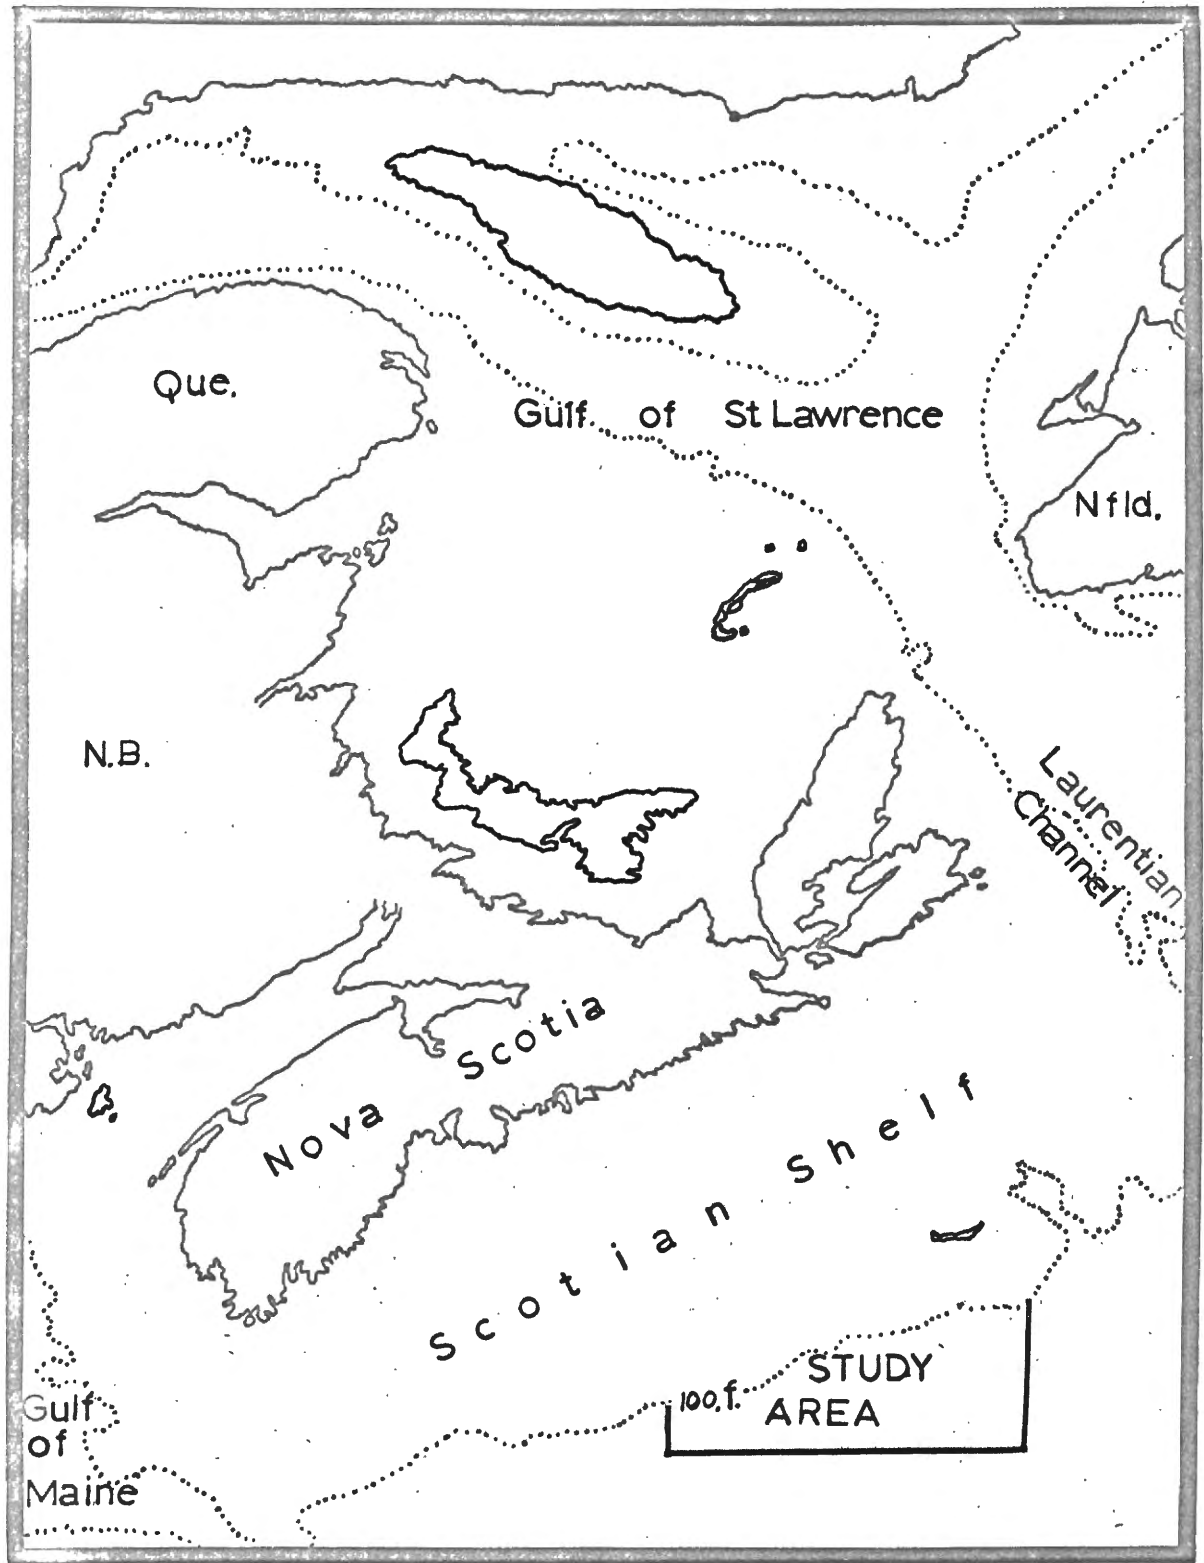 Que.
Gulf of St Lawrence
Nfld.
N.B.
Laurentian
Channel
Nova Scotia
Scotian Shelf
STUDY
100.f.
AREA
Gulf
of
Maine